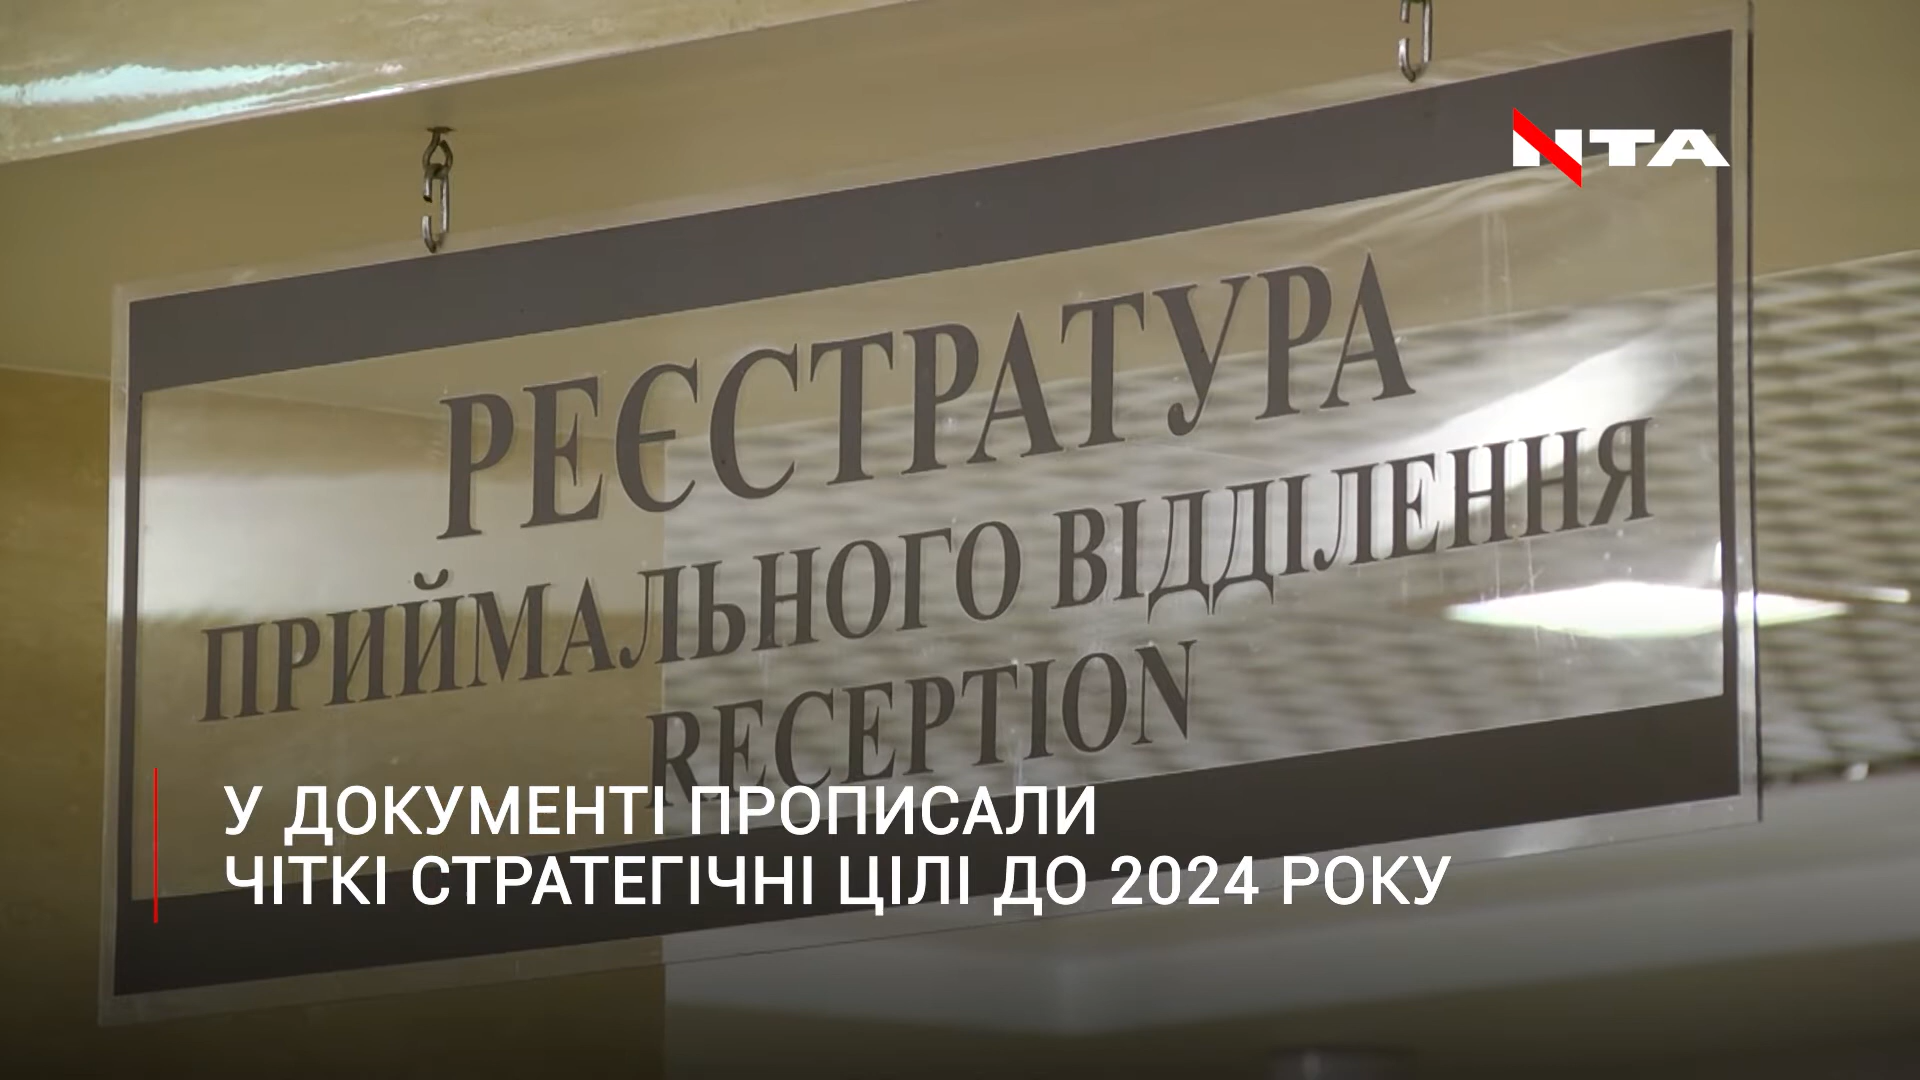 NTA
РЕЄСТРАТУРА
ПРИЙМАЛЬНОГО ВІДДІЛЕННЯ
RECEPTION
У ДОКУМЕНТІ ПРОПИСАЛИ
ЧІТКІ СТРАТЕГІЧНІ ЦІЛІ ДО 2024 РОКУ